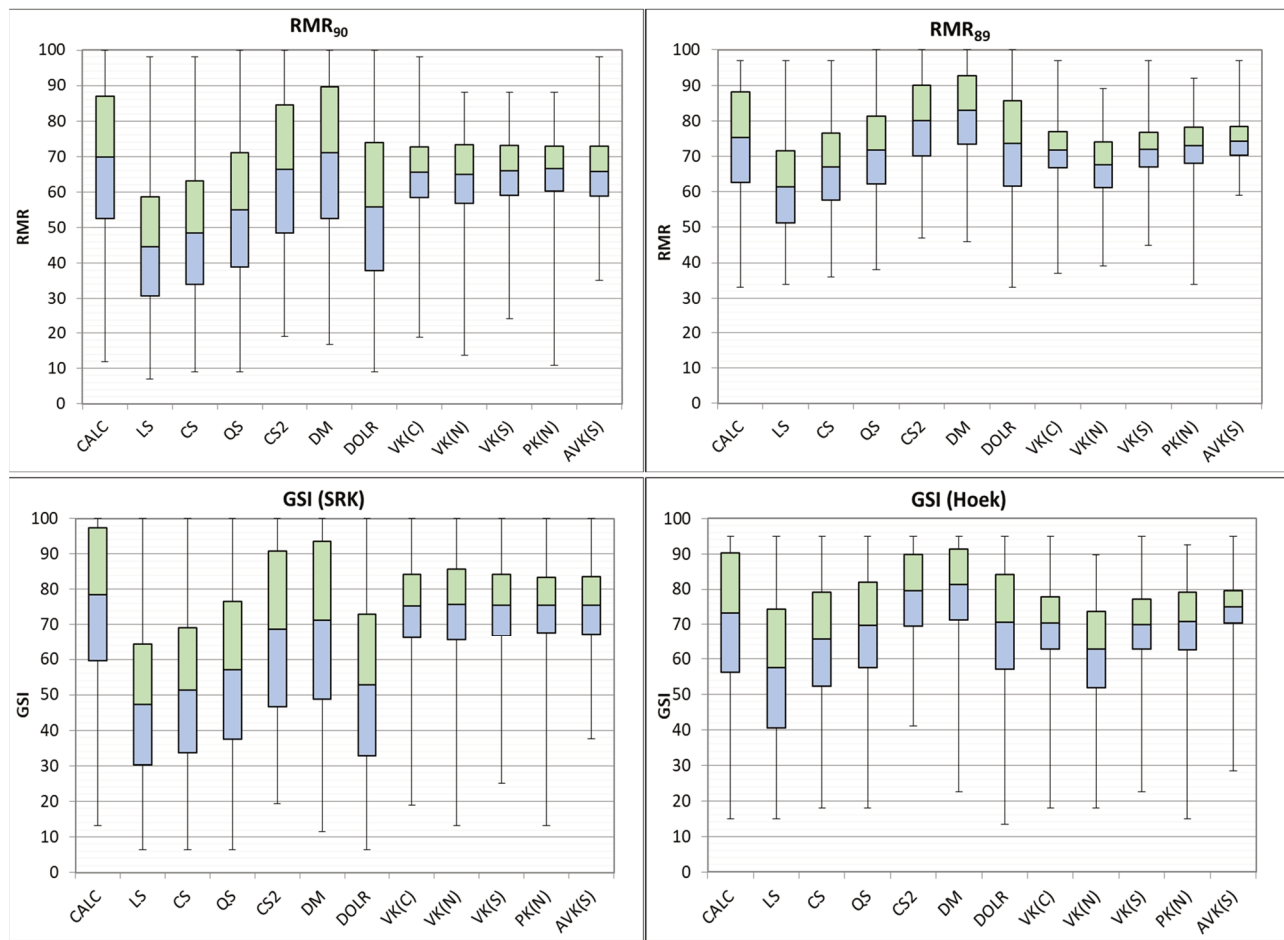 RMR90
RMR
100
90
80
70
60
50
40
30
20
10
0
CALC
LS
CS
QS
CS2
DM
DOLR
VK(C)
VK(N)
VK(S)
PK(N)
AVK(S)
RMR89
RMR
100
90
80
70
60
50
40
30
20
10
0
CALC
LS
CS
QS
CS2
DM
DOLR
VK(C)
VK(N)
VK(S)
PK(N)
AVK(S)
GSI (SRK)
GSI
100
90
80
70
60
50
40
30
20
10
0
CALC
LS
CS
QS
CS2
DM
DOLR
VK(C)
VK(N)
VK(S)
PK(N)
AVK(S)
GSI (Hoek)
GSI
100
90
80
70
60
50
40
30
20
10
0
CALC
LS
CS
QS
CS2
DM
DOLR
VK(C)
VK(N)
VK(S)
PK(N)
AVK(S)